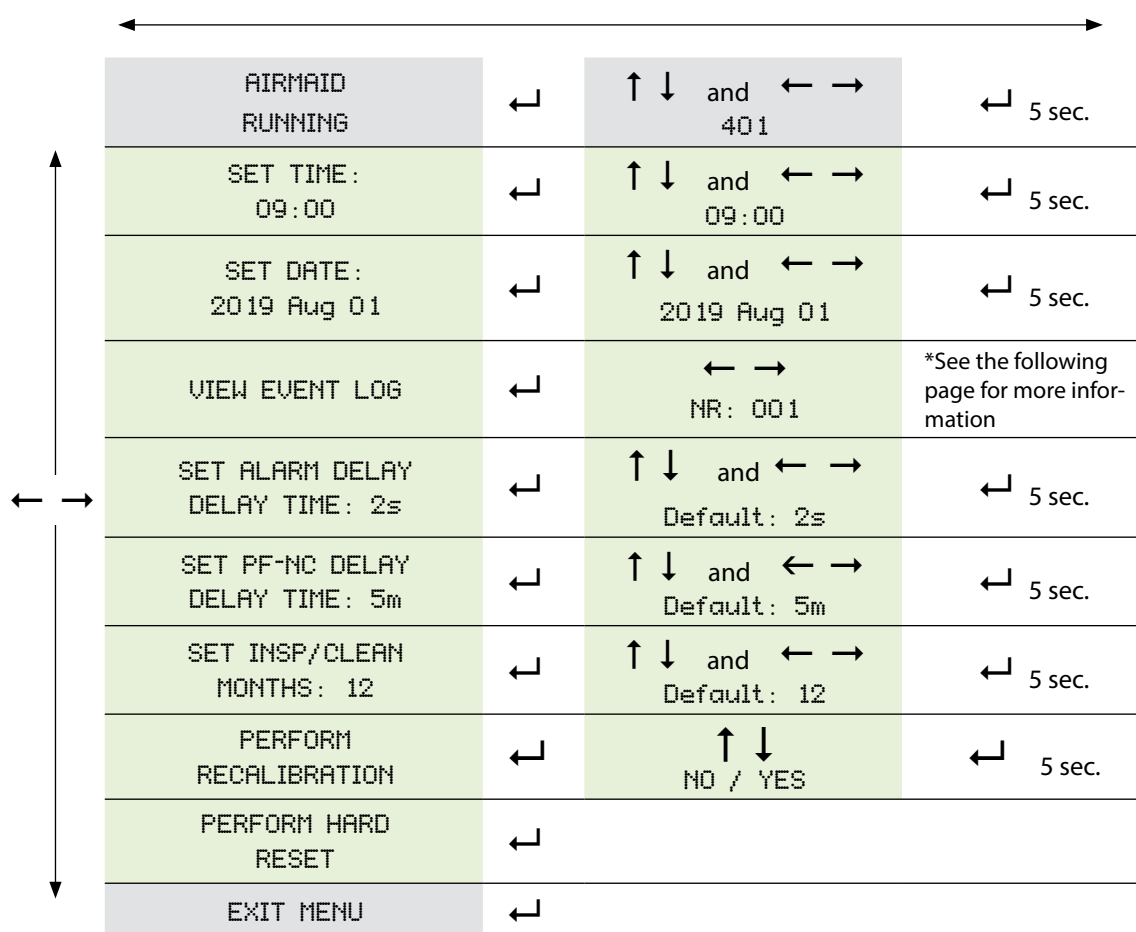 AIRMAID
RUNNING
↵
↑ ↓ and ← →
401
↵ 5 sec.
SET TIME:
09:00
↵
↑ ↓ and ← →
09:00
↵ 5 sec.
SET DATE:
2019 Aug 01
↵
↑ ↓ and ← →
2019 Aug 01
↵ 5 sec.
VIEW EVENT LOG
↵
← →
NR: 001
*See the following
page for more infor-
mation
← →
SET ALARM DELAY
DELAY TIME: 2s
↵
↑ ↓ and ← →
Default: 2s
↵ 5 sec.
SET PF-NC DELAY
DELAY TIME: 5m
↵
↑ ↓ and ← →
Default: 5m
↵ 5 sec.
SET INSP/CLEAN
MONTHS: 12
↵
↑ ↓ and ← →
Default: 12
↵ 5 sec.
PERFORM
RECALIBRATION
↵
↑ ↓
NO / YES
↵ 5 sec.
PERFORM HARD
RESET
↵
EXIT MENU
↵